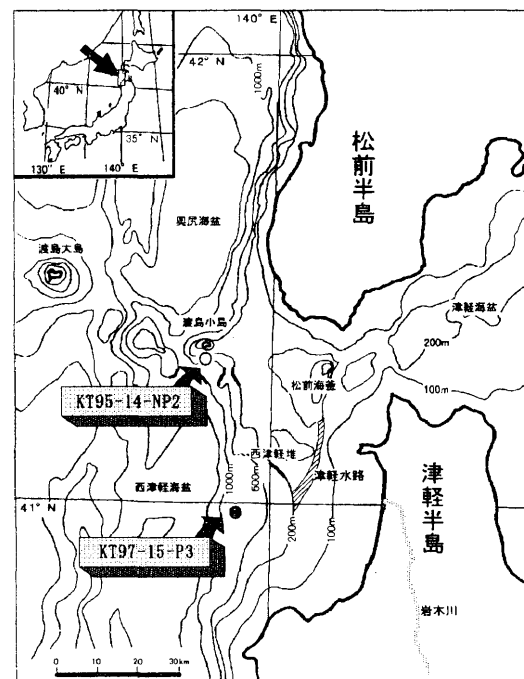 140° E
42° N
1000m
40° N
35° N
130° E
140° E
松前半島
奥尻海盆
渡島大島
渡島小島
津軽海盆
200m
松前海釜
100m
KT95-14-NP2
西津軽堆
1000m
500m
津軽水路
西津軽海盆
41° N
津軽半島
200m
100m
KT97-15-P3
岩木川
0 10 20 30km